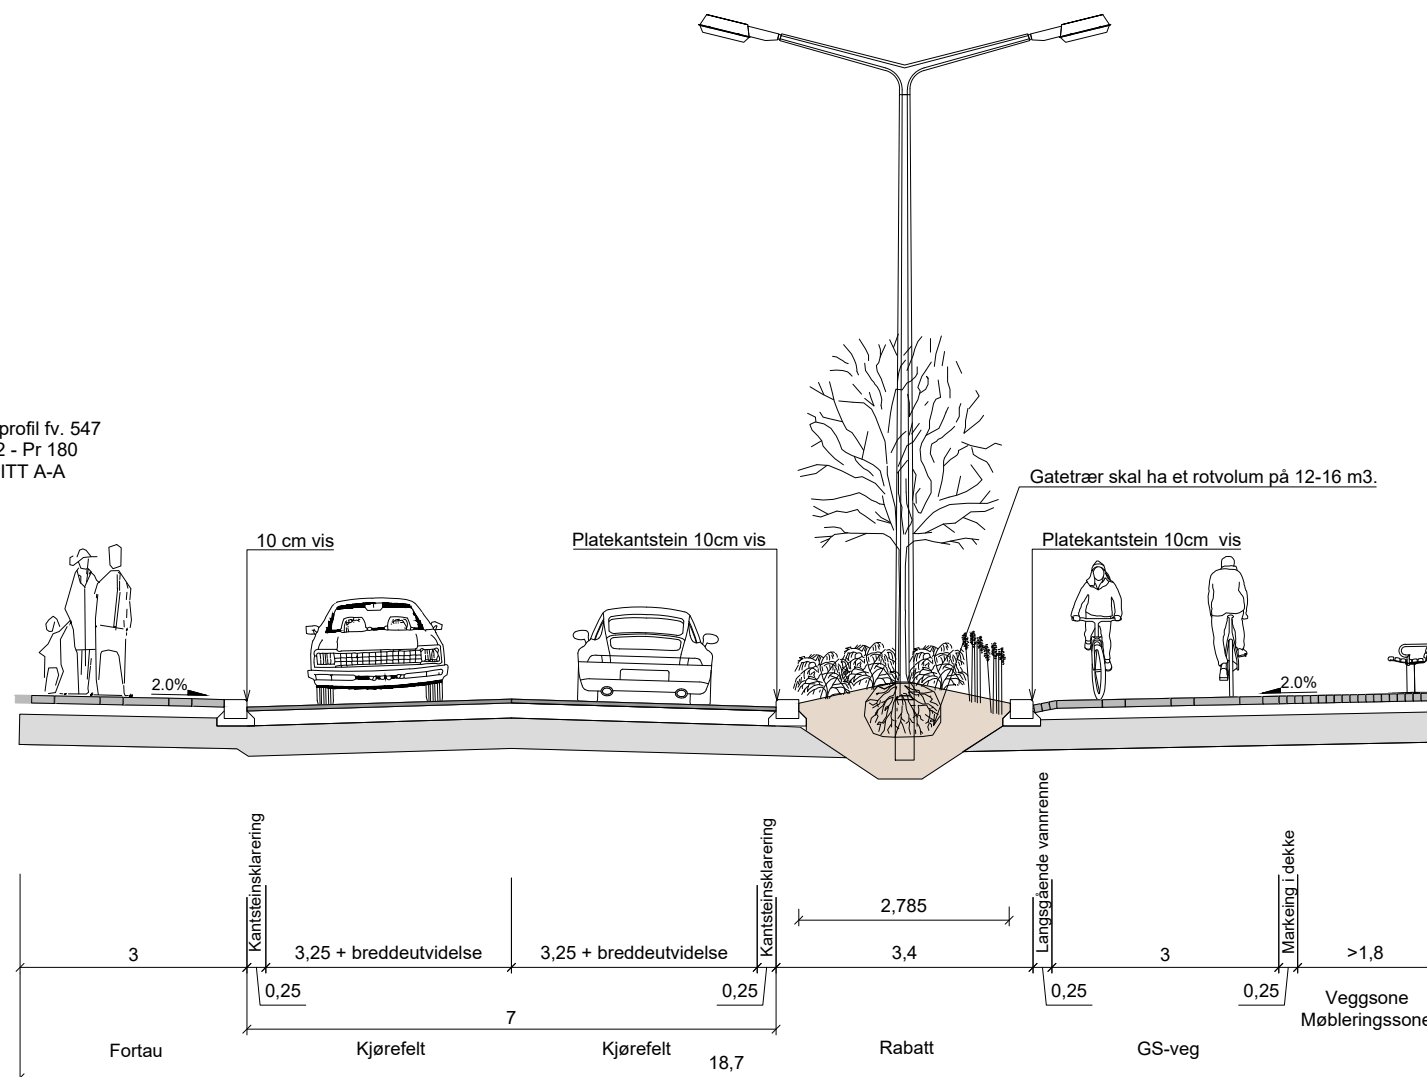 profil fv. 547
2 - Pr 180
ITT A-A
Gatetrær skal ha et rotvolum på 12-16 m3.
10 cm vis
Platekantstein 10cm vis
Platekantstein 10cm  vis
2.0%
2.0%
Kantsteinsklarering
Kantsteinsklarering
Langsgående vannrenne
Markeing i dekke
2,785
3
3,25 + breddeutvidelse
3,25 + breddeutvidelse
3,4
3
>1,8
0,25
0,25
0,25
0,25
Veggsone
Møbleringssone
7
Fortau
Kjørefelt
Kjørefelt
Rabatt
GS-veg
18,7